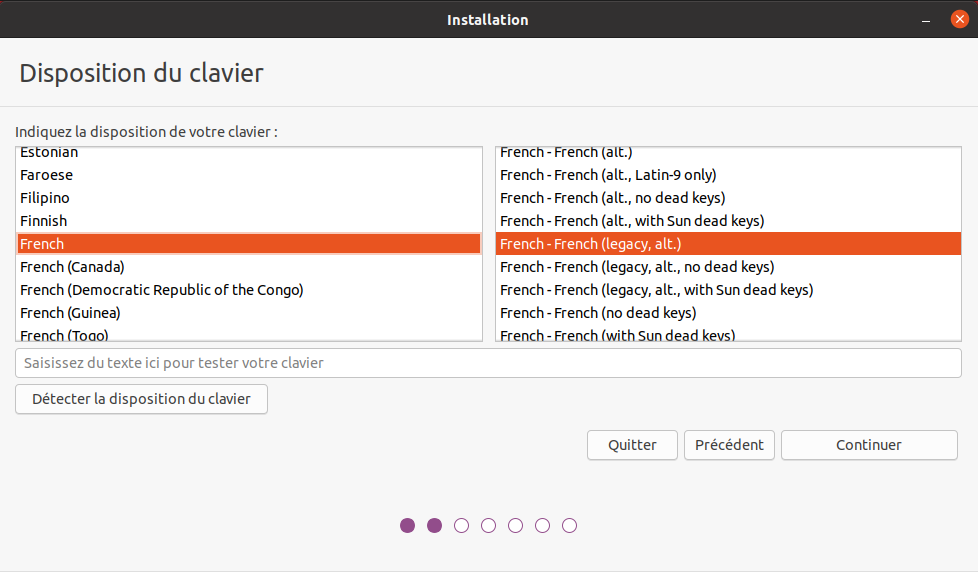 Installation
Disposition du clavier
Indiquez la disposition de votre clavier :
Estonian
Faroese
Filipino
Finnish
French
French (Canada)
French (Democratic Republic of the Congo)
French (Guinea)
French (Togo)
French - French (alt.)
French - French (alt., Latin-9 only)
French - French (alt., no dead keys)
French - French (alt., with Sun dead keys)
French - French (legacy, alt.)
French - French (legacy, alt., no dead keys)
French - French (legacy, alt., with Sun dead keys)
French - French (no dead keys)
French - French (with Sun dead keys)
Saisissez du texte ici pour tester votre clavier
Détecter la disposition du clavier
Quitter
Précédent
Continuer